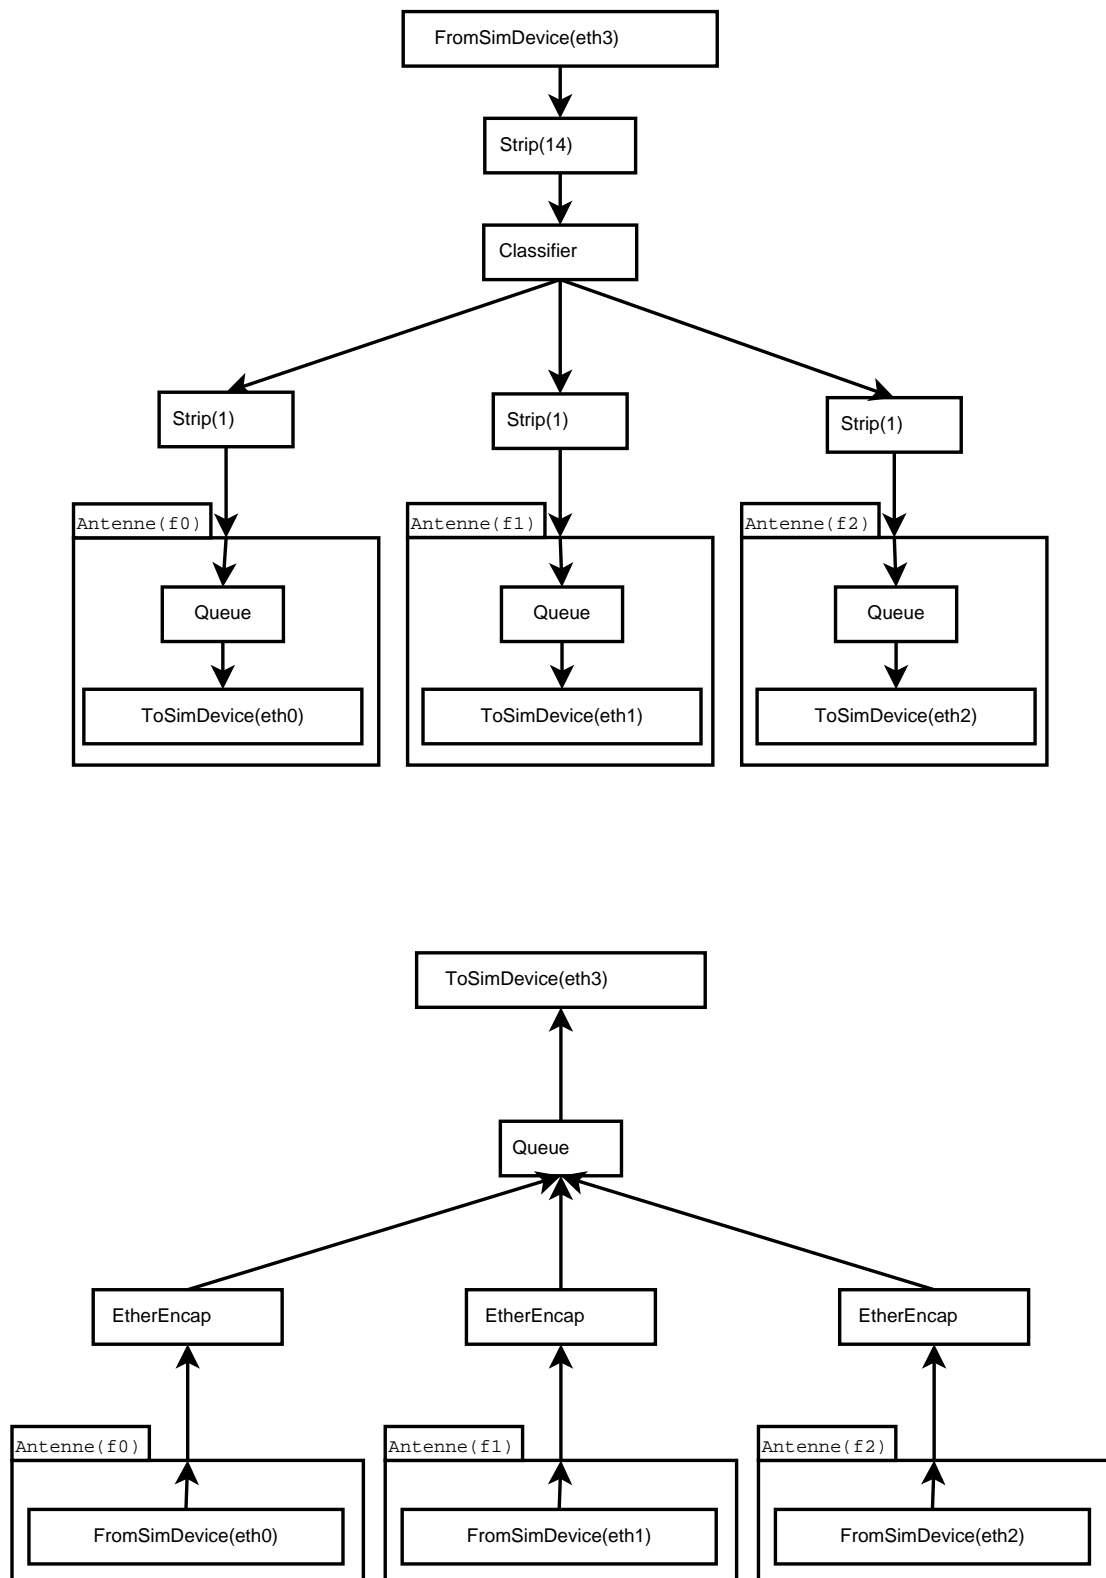 FromSimDevice(eth3)
Strip(14)
Classifier
Strip(1)
Strip(1)
Strip(1)
Antenne(f0)
Antenne(f1)
Antenne(f2)
Queue
Queue
Queue
ToSimDevice(eth0)
ToSimDevice(eth1)
ToSimDevice(eth2)
ToSimDevice(eth3)
Queue
EtherEncap
EtherEncap
EtherEncap
Antenne(f0)
Antenne(f1)
Antenne(f2)
FromSimDevice(eth0)
FromSimDevice(eth1)
FromSimDevice(eth2)